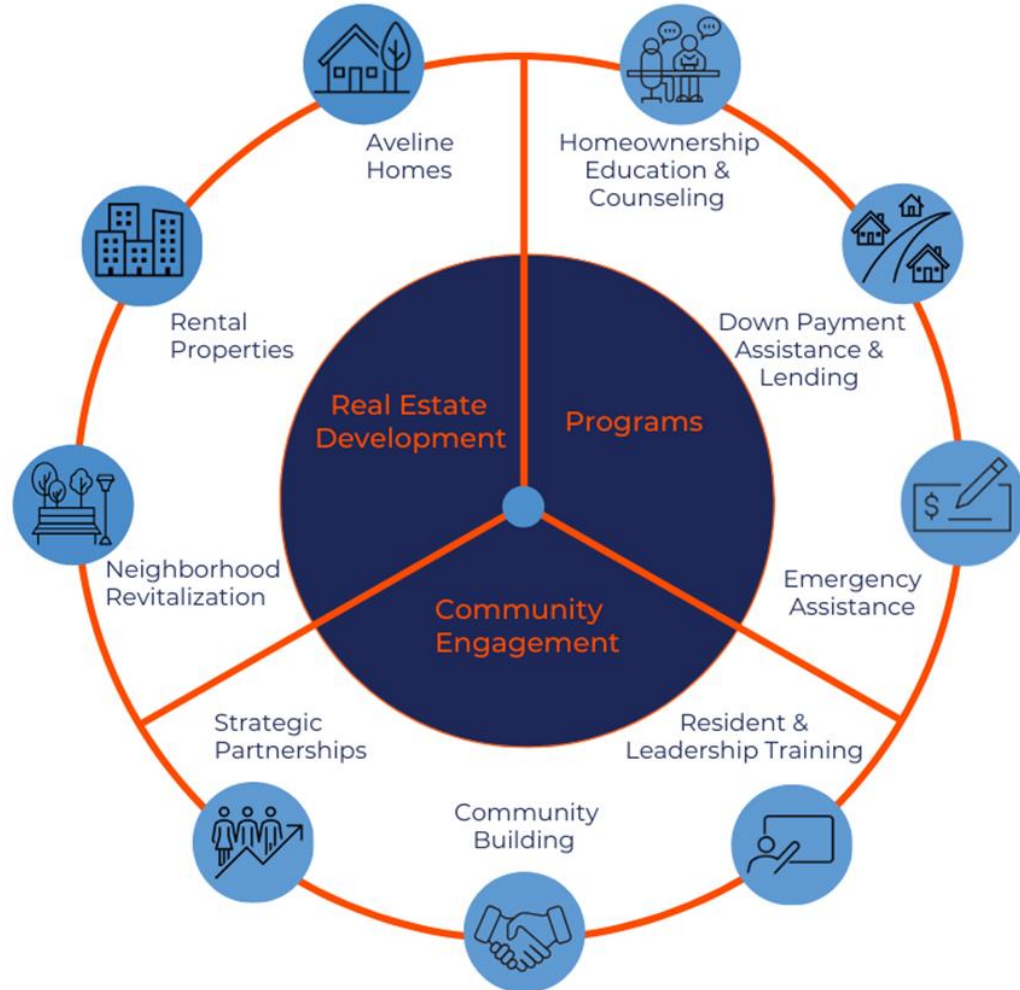 Aveline
Homes
Homeownership
Education &
Counseling
Rental
Properties
Down Payment
Assistance &
Lending
Real Estate
Development
Programs
Neighborhood
Revitalization
Emergency
Assistance
$
Community
Engagement
Strategic
Partnerships
Resident &
Leadership Training
Community
Building